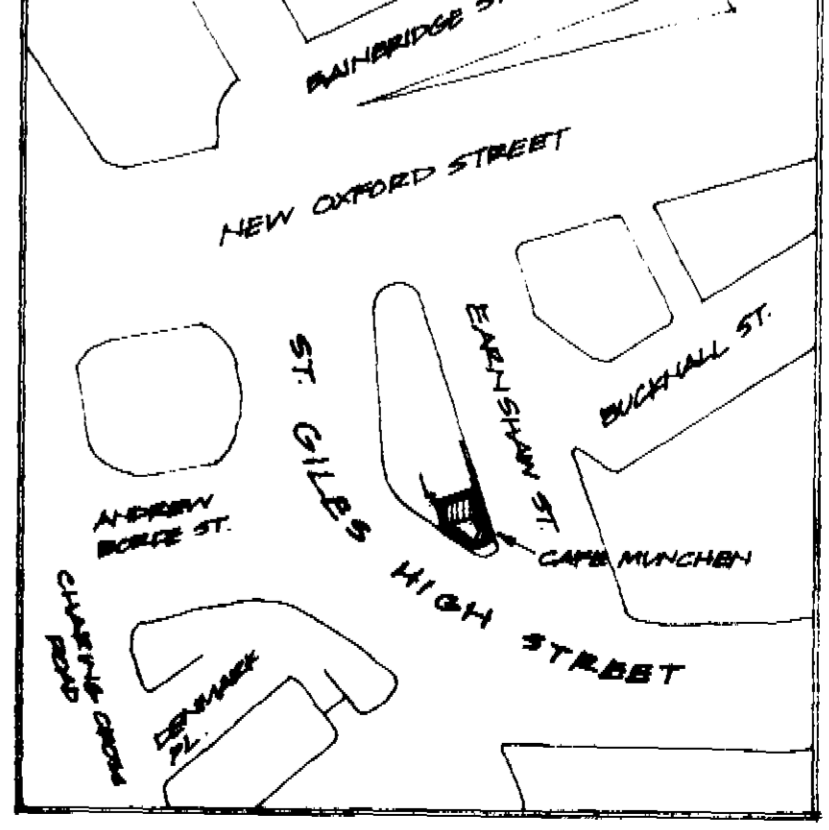 BAINBRIDGE S
NEW OXFORD STREET
EARNSHAW ST.
ST. GILES HIGH STREET
BUCKNALL ST.
ANDREW
BORDE ST.
CAFE MUNCHEN
CHARING CROSS
ROAD
DENMARK
PL.